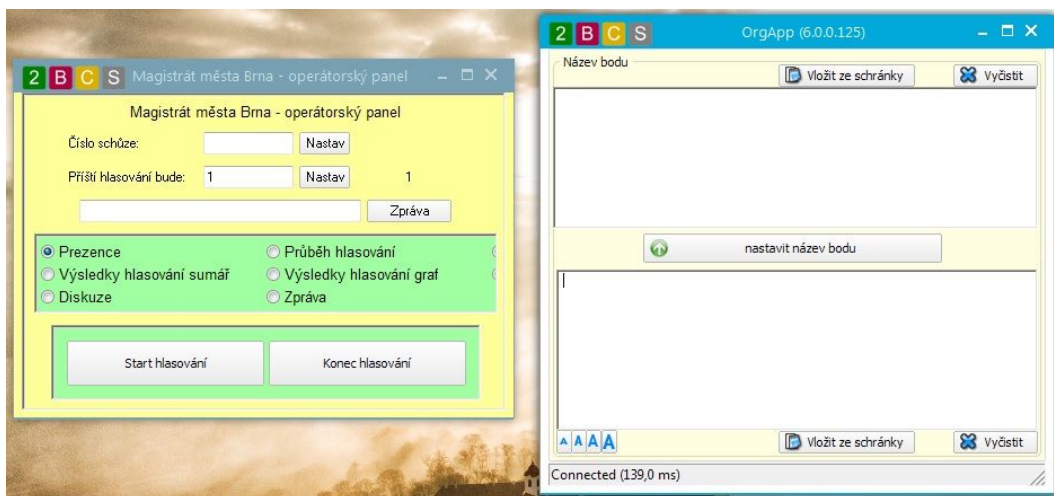 2 B C S Magistrát města Brna - operátorský panel
Magistrát města Brna - operátorský panel
Číslo schůze: Nastav
Příští hlasování bude: 1 Nastav 1
Zpráva
Prezence Průběh hlasování
Výsledky hlasování sumář Výsledky hlasování graf
Diskuze Zpráva
Start hlasování Konec hlasování
2 B C S OrgApp (6.0.0.125)
Název bodu Vložit ze schránky Vyčistit
nastavit název bodu
A A A A Vložit ze schránky Vyčistit
Connected (139,0 ms)